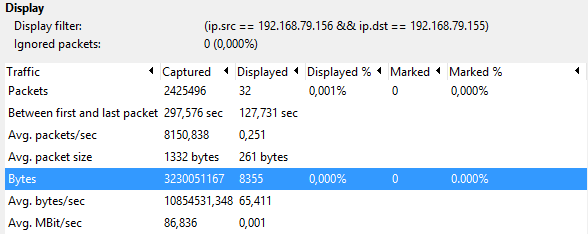 Display
Display filter: (ip.src == 192.168.79.156 && ip.dst == 192.168.79.155)
Ignored packets: 0 (0,000%)
Traffic Captured Displayed Displayed % Marked Marked %
Packets 2425496 32 0,001% 0 0,000%
Between first and last packet 297,576 sec 127,731 sec
Avg. packets/sec 8150,838 0,251
Avg. packet size 1332 bytes 261 bytes
Bytes 3230051167 8355 0,000% 0 0.000%
Avg. bytes/sec 10854531,348 65,411
Avg. MBit/sec 86,836 0,001